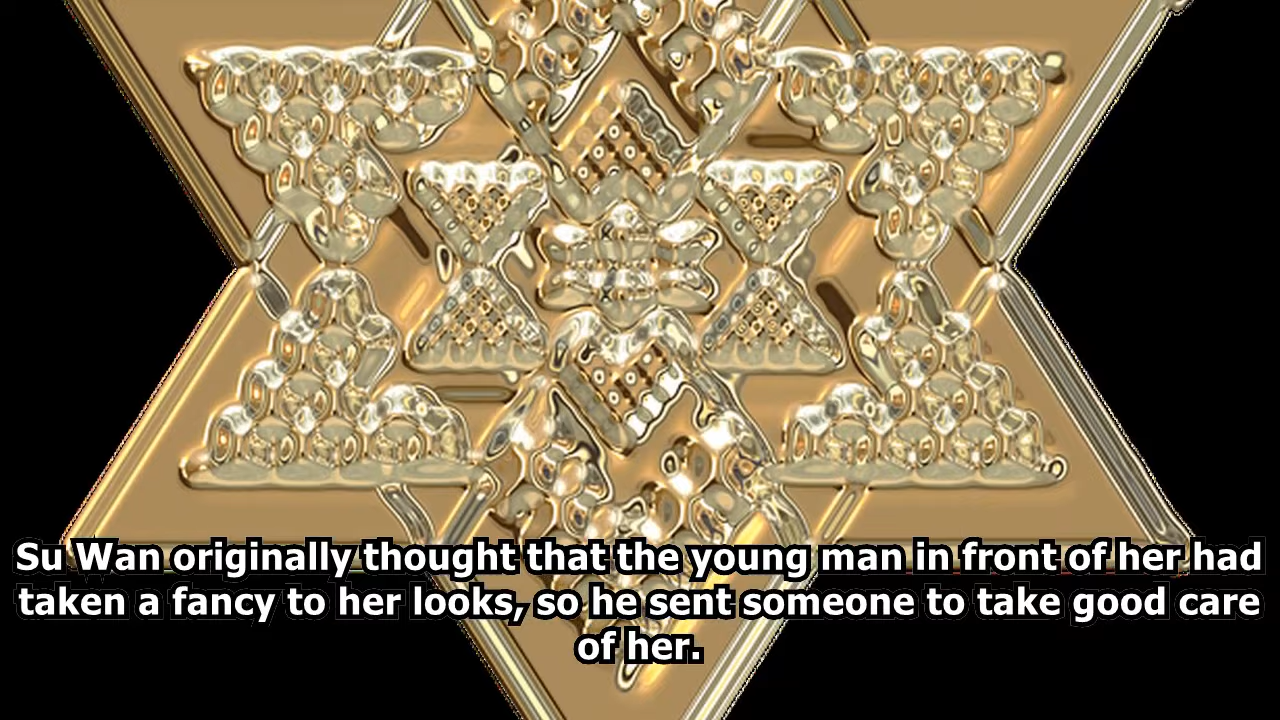 Su Wan originally thought that the young man in front of her had
taken a fancy to her looks, so he sent someone to take good care
of her.